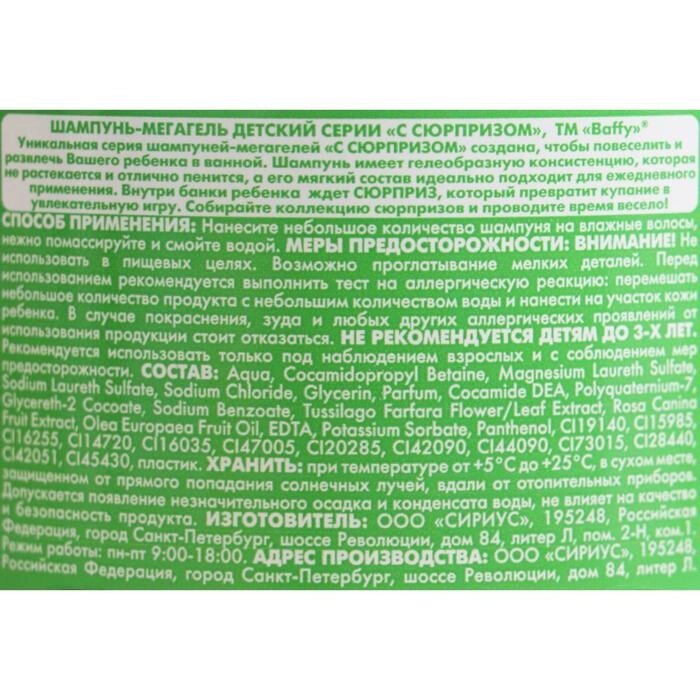 ШАМПУНЬ-МЕГАГЕЛЬ ДЕТСКИЙ СЕРИИ «С СЮРПРИЗОМ», ТМ «Baffy»®
Уникальная серия шампуней-мегагелей «С СЮРПРИЗОМ» создана, чтобы повеселить и
развлечь Вашего ребенка в ванной. Шампунь имеет гелеобразную консистенцию, которая
не растекается и отлично пенится, а его мягкий состав идеально подходит для ежедневного
применения. Внутри банки ребенка ждет СЮРПРИЗ, который превратит купание в
увлекательную игру. Собирайте коллекцию сюрпризов и проводите время весело!
СПОСОБ ПРИМЕНЕНИЯ: Нанесите небольшое количество шампуня на влажные волосы,
нежно помассируйте и смойте водой. МЕРЫ ПРЕДОСТОРОЖНОСТИ: ВНИМАНИЕ!
использовать в пищевых целях. Возможно проглатывание мелких деталей. Перед
использованием рекомендуется выполнить тест на аллергическую реакцию:
небольшое количество продукта с небольшим количеством воды и нанести на участок кожи
ребенка. В случае покраснения, зуда и любых других аллергических проявлений от
использования продукции стоит отказаться. НЕ РЕКОМЕНДУЕТСЯ ДЕТЯМ ДО 3-Х ЛЕТ.
Рекомендуется использовать только под наблюдением взрослых и с соблюдением мер
предосторожности. СОСТАВ: Aqua, Cocamidopropyl Betaine, Magnesium Laureth Sulfate,
Sodium Laureth Sulfate, Sodium Chloride, Glycerin, Parfum, Cocamide DEA, Polyquaternium-7,
Glycereth-2 Cocoate, Sodium Benzoate, Tussilago Farfara Flower/Leaf Extract, Rosa Canina
Fruit Extract, Olea Europaea Fruit Oil, EDTA, Potassium Sorbate, Panthenol, CI19140, CI15985,
CI16255, CI14720, CI16035, CI47005, CI20285, CI42090, CI44090, CI73015, CI28440,
CI42051, CI45430, пластик. ХРАНИТЬ: при температуре от +5°С до +25°С, в сухом месте,
защищенном от прямого попадания солнечных лучей, вдали от отопительных приборов.
Допускается появление незначительного осадка и конденсата воды, не влияет на качество
и безопасность продукта. ИЗГОТОВИТЕЛЬ: ООО «СИРИУС», 195248, Российская
Федерация, город Санкт-Петербург, шоссе Революции, дом 84, литер Л, пом. 2-Н, ком.1.
Режим работы: пн-пт 9:00-18:00. АДРЕС ПРОИЗВОДСТВА: ООО «СИРИУС», 195248,
Российская Федерация, город Санкт-Петербург, шоссе Революции, дом 84, литер Л.